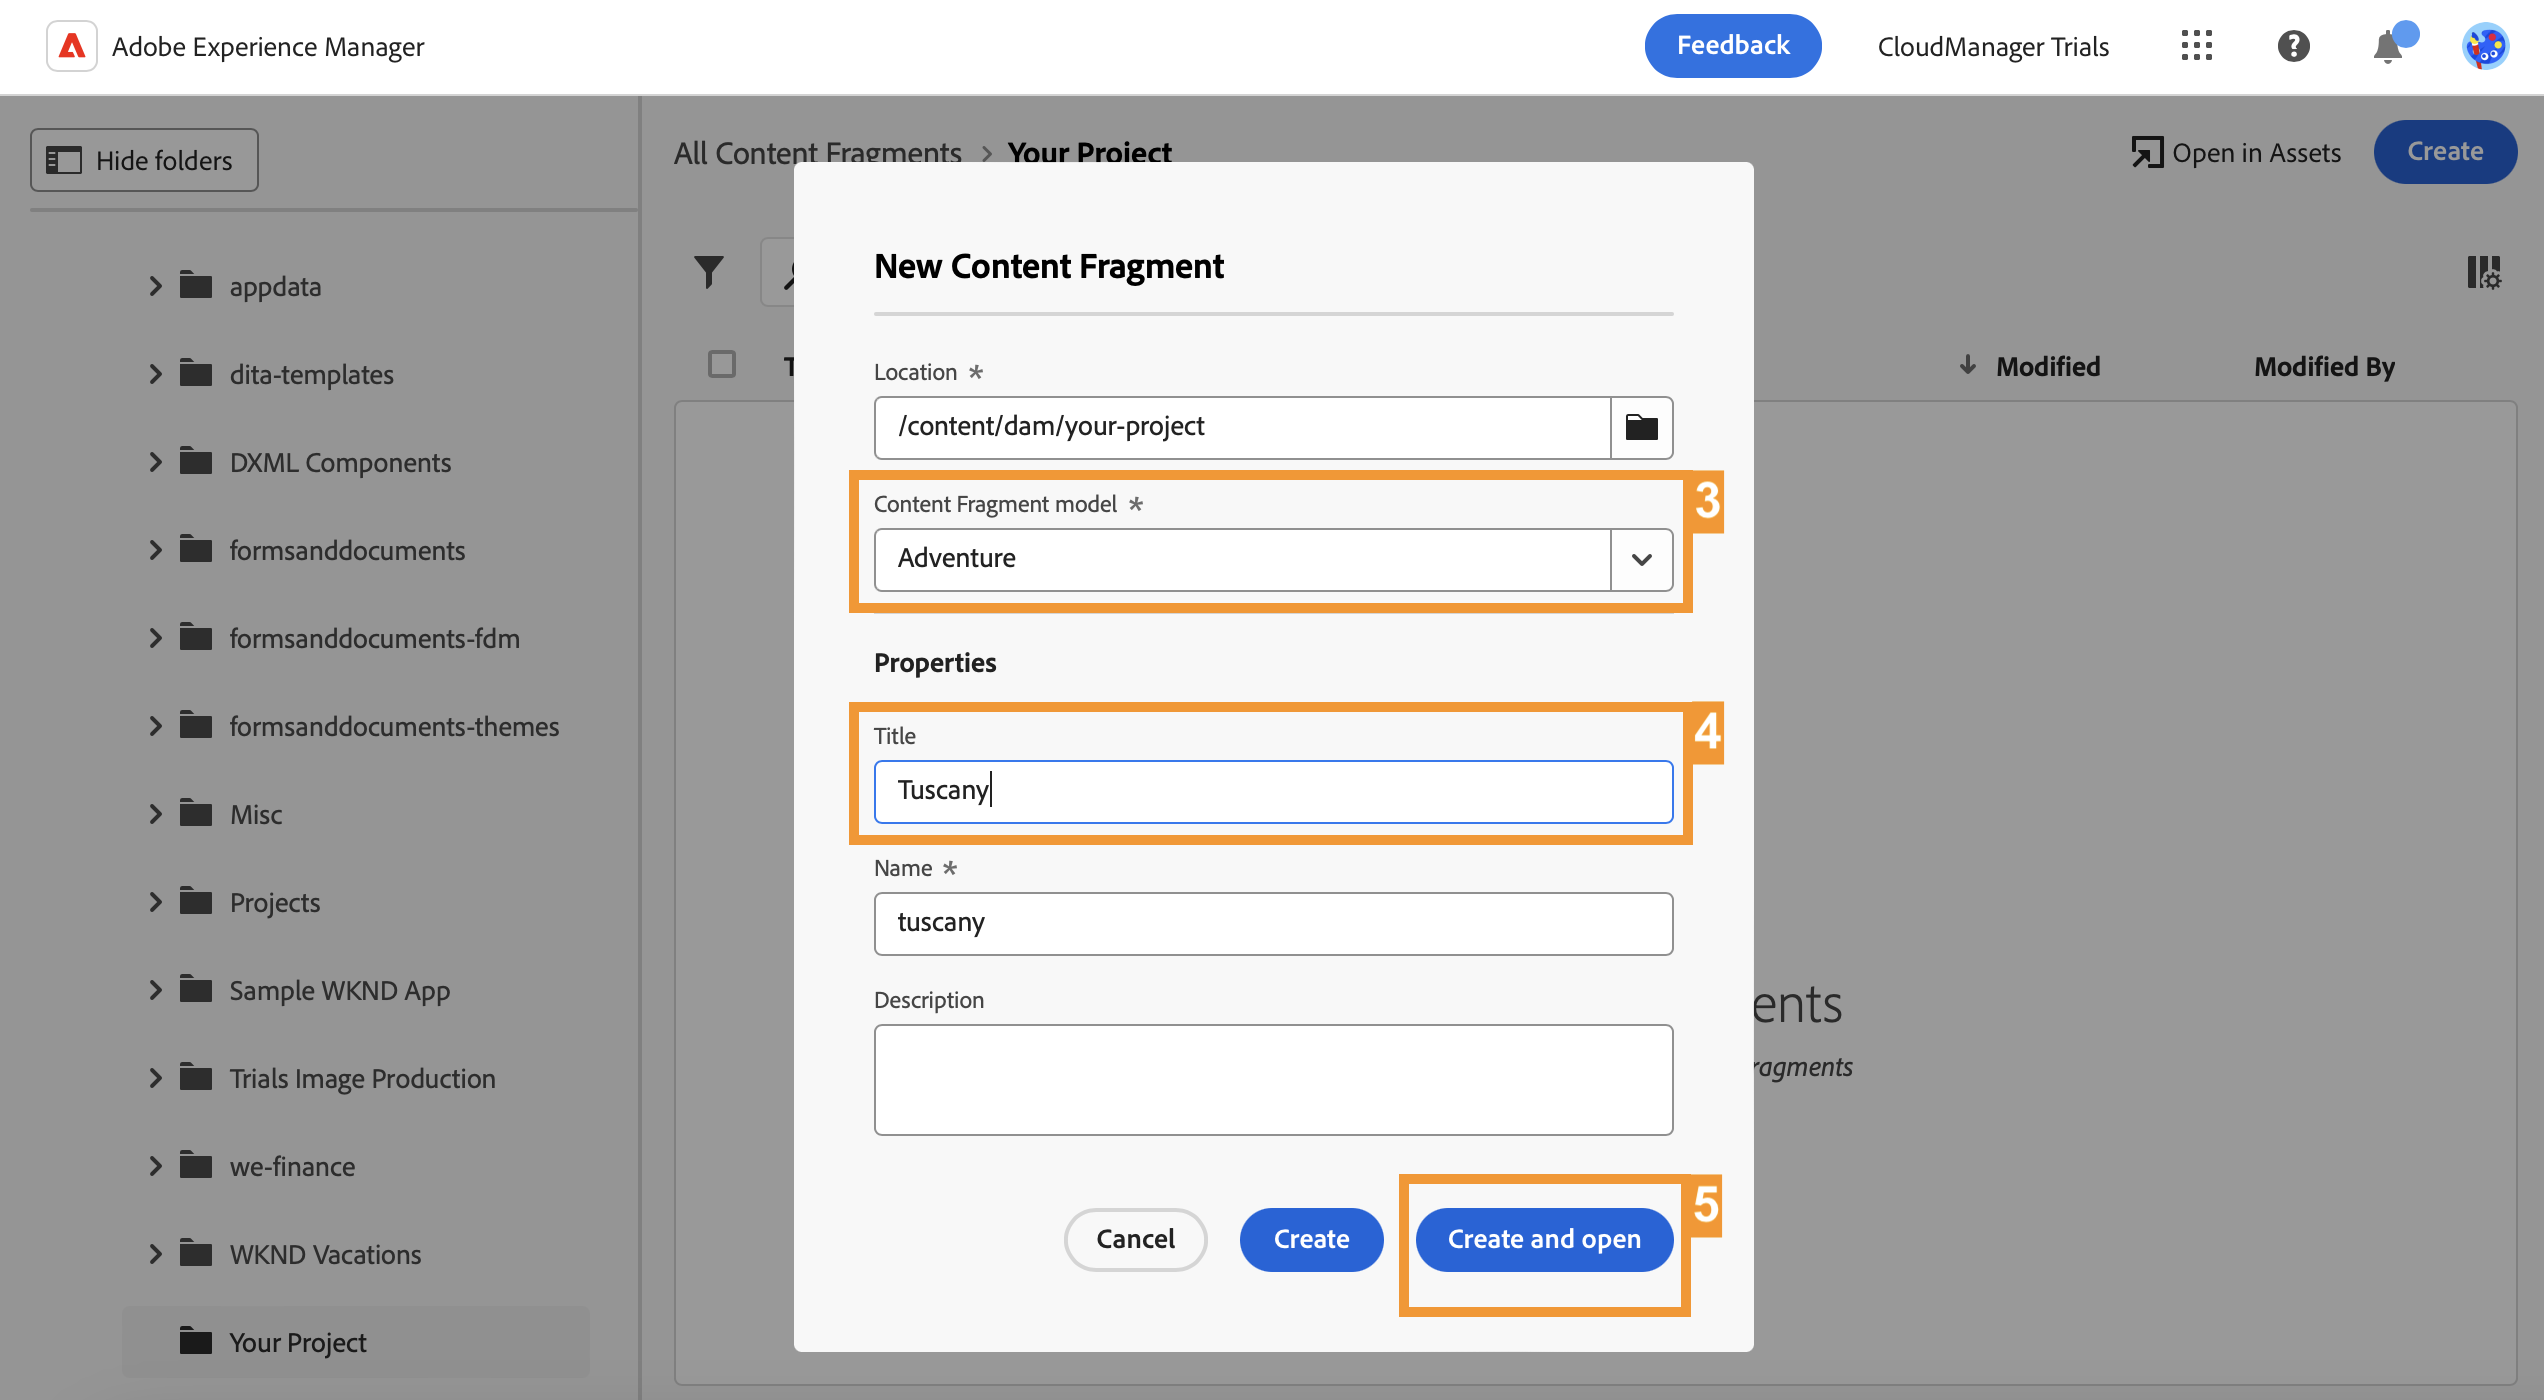 Adobe Experience Manager
Feedback
CloudManager Trials
Hide folders
All Content Fragments > Your Project
Open in Assets
Create
appdata
dita-templates
DXML Components
formsanddocuments
formsanddocuments-fdm
formsanddocuments-themes
Misc
Projects
Sample WKND App
Trials Image Production
we-finance
WKND Vacations
Your Project
Modified
Modified By
New Content Fragment
Location *
/content/dam/your-project
Content Fragment model *
3
Adventure
Properties
Title
4
Tuscany
Name *
tuscany
Description
ents
ragments
Cancel
Create
Create and open
5